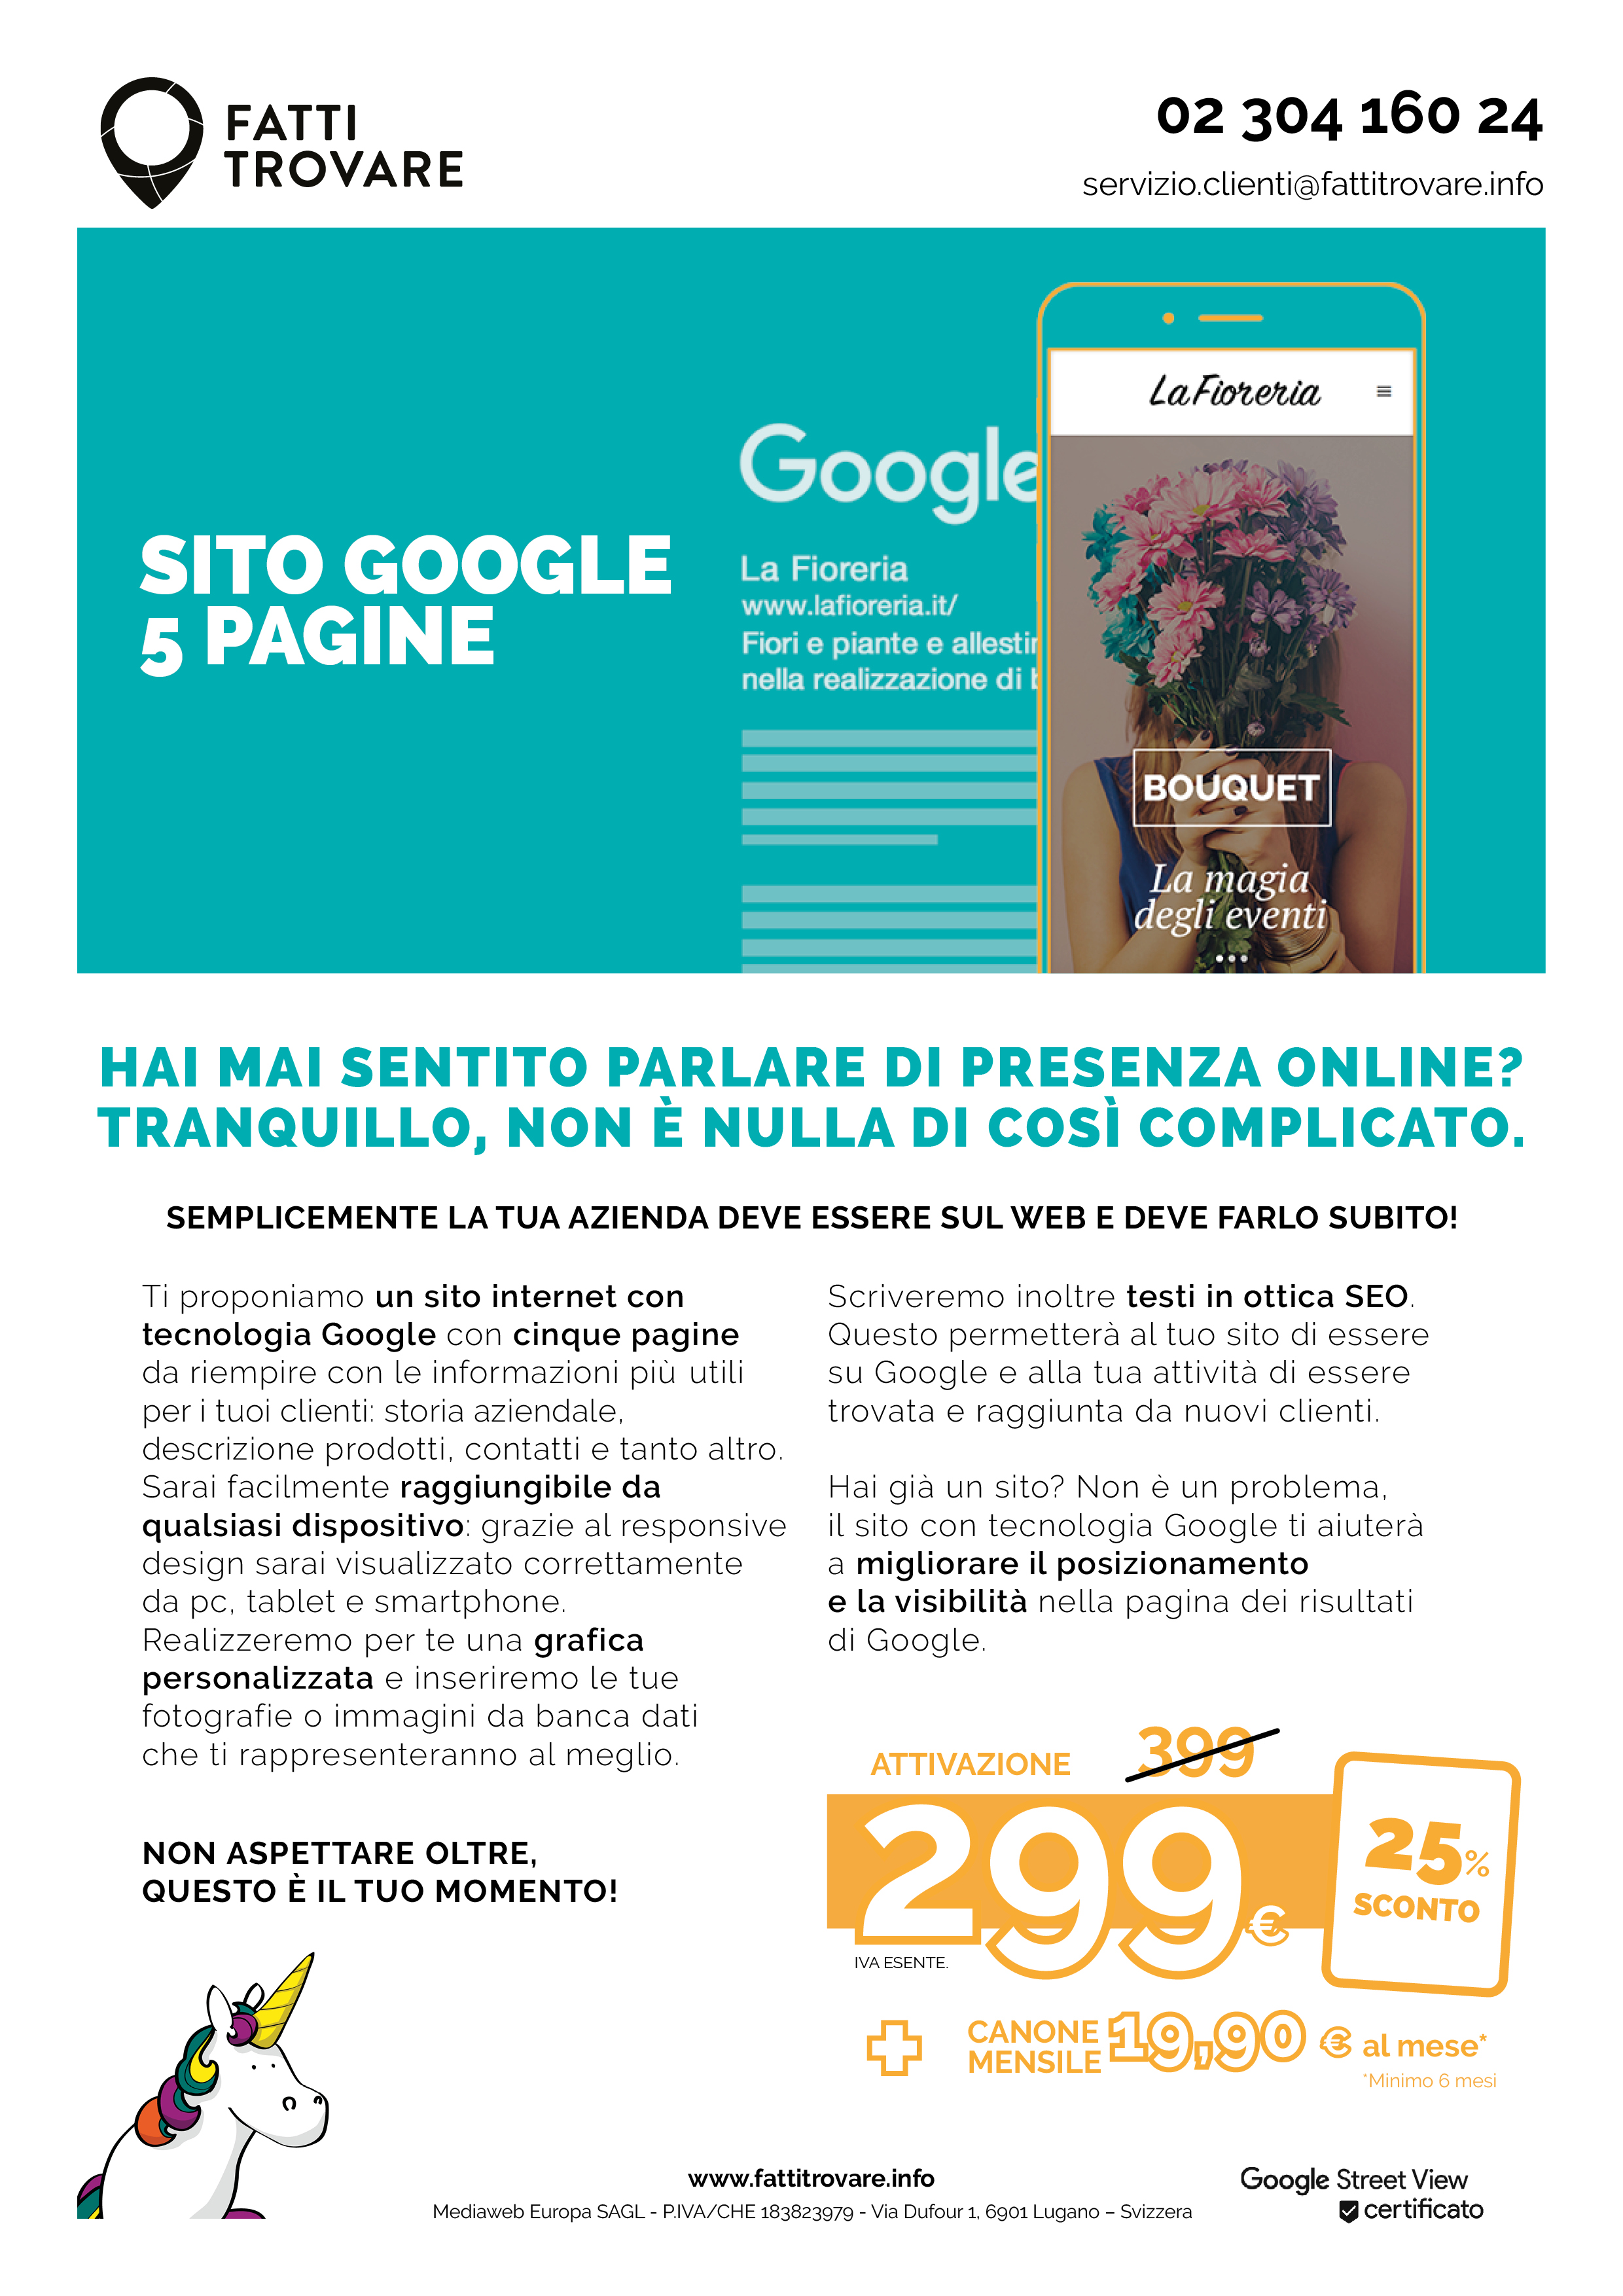 FATTI
TROVARE
02 304 160 24
servizio.clienti@fattitrovare.info
SITO GOOGLE
5 PAGINE
Google
La Fioreria
www.lafioreria.it/
Fiori e piante e allestir
nella realizzazione di
La Fioreria
BOUQUET
La magia
degli eventi
HAI MAI SENTITO PARLARE DI PRESENZA ONLINE?
TRANQUILLO, NON È NULLA DI COSÌ COMPLICATO.
SEMPLICEMENTE LA TUA AZIENDA DEVE ESSERE SUL WEB E DEVE FARLO SUBITO!
Ti proponiamo un sito internet con
tecnologia Google con cinque pagine
da riempire con le informazioni più utili
per i tuoi clienti: storia aziendale,
descrizione prodotti, contatti e tanto altro.
Sarai facilmente raggiungibile da
qualsiasi dispositivo: grazie al responsive
design sarai visualizzato correttamente
da pc, tablet e smartphone.
Realizzeremo per te una grafica
personalizzata e inseriremo le tue
fotografie o immagini da banca dati
che ti rappresenteranno al meglio.
NON ASPETTARE OLTRE,
QUESTO È IL TUO MOMENTO!
Scriveremo inoltre testi in ottica SEO.
Questo permetterà al tuo sito di essere
su Google e alla tua attività di essere
trovata e raggiunta da nuovi clienti.
Hai già un sito? Non è un problema,
il sito con tecnologia Google ti aiuterà
a migliorare il posizionamento
e la visibilità nella pagina dei risultati
di Google.
ATTIVAZIONE 399
299€
IVA ESENTE.
25%
SCONTO
CANONE
MENSILE 19,90 € al mese*
*Minimo 6 mesi
www.fattitrovare.info
Mediaweb Europa SAGL - P.IVA/CHE 183823979 - Via Dufour 1, 6901 Lugano – Svizzera
Google Street View
certificato